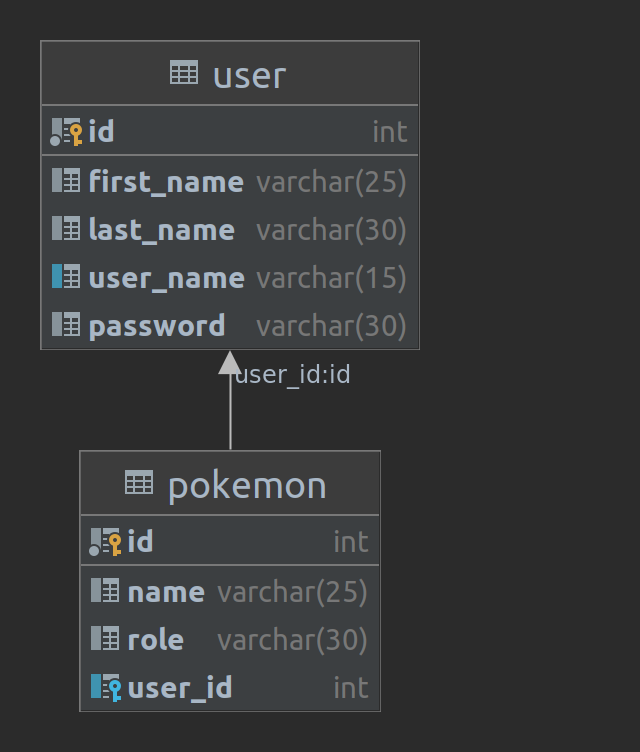 user
id int
first_name varchar(25)
last_name varchar(30)
user_name varchar(15)
password varchar(30)
user_id:id
pokemon
id int
name varchar(25)
role varchar(30)
user_id int